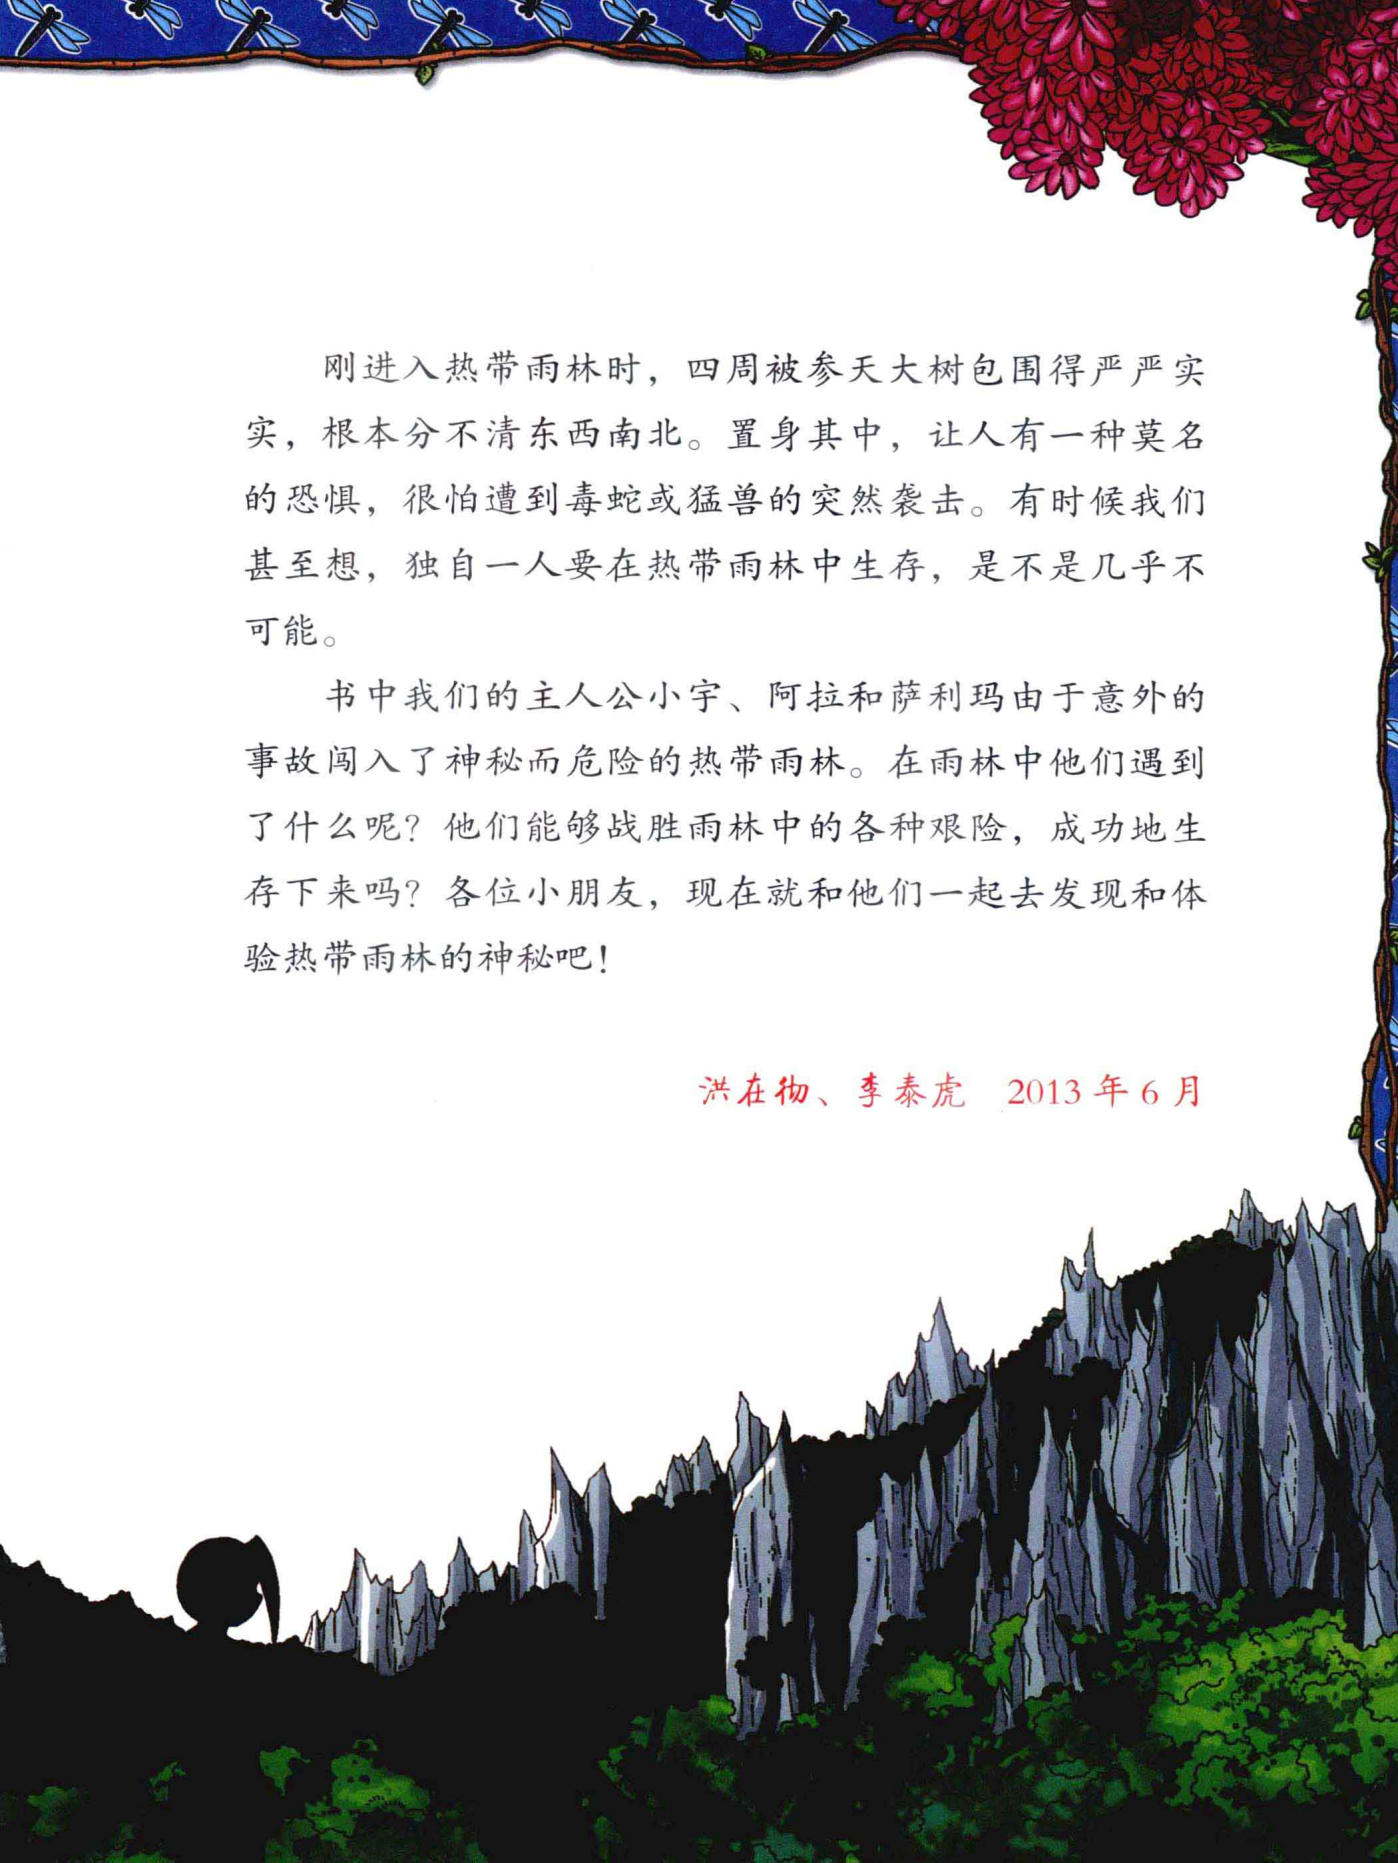 刚进入热带雨林时，四周被参天大树包围得严严实
实，根本分不清东西南北。置身其中，让人有一种莫名
的恐惧，很怕遭到毒蛇或猛兽的突然袭击。有时候我们
甚至想，独自一人要在热带雨林中生存，是不是几乎不
可能。
书中我们的主人公小宇、阿拉和萨利玛由于意外的
事故闯入了神秘而危险的热带雨林。在雨林中他们遇到
了什么呢？他们能够战胜雨林中的各种艰险，成功地生
存下来吗？各位小朋友，现在就和他们一起去发现和体
验热带雨林的神秘吧！
洪在彻、李泰虎 2013年6月